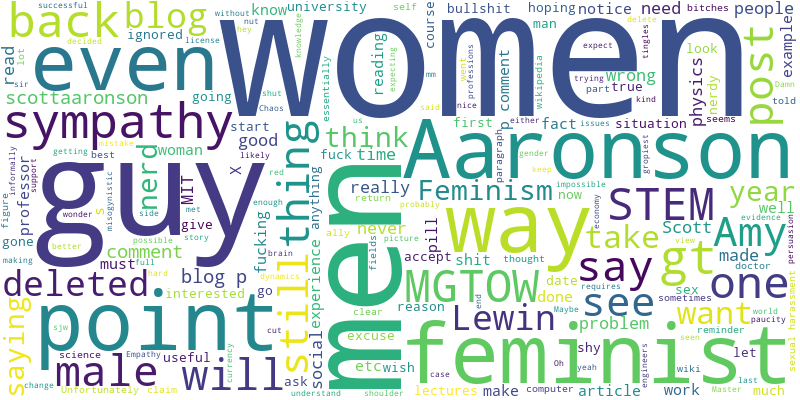 women
guy
men
Aaronson
feminist
point
way
even
back
sympathy
blog
scottaaronson
post
STEM
Amy
gt
one
say
see
take
want
will
male
deleted
still
thing
think
MGTOW
Lewin
Feminism
year
nerd
saying
read
ignored
know
university
bullshit
hoping
notice
need
people
man
example
told
wrong
look
physics
nerdy
true
part
comment
reading
course
first
fact
situation
p
time
fuck
good
woman
start
going
professor
MIT
X
give
really
never
now
anything
experience
social
fucking
pill
accept
shit
reason
excuse
etc
wish
lectures
make
date
done
problem
shy
article
work
sex
Scott
made
well
doctor
sometimes
let
much
sexual harassment
reminder
engineers
computer
ask
go
blog p
interested
useful
science
comment
must
gone
best
likely
successful
decided
lot
sir
without
nut
hey
license
self
knowledge
expecting
essentially
us
mm
went
professions
said
nice
either
issues
gender
keep
wikipedia
trying
kind
expect
tingles
bitches
delete
Damn
seems
paragraph
impossible
economy
gropiest
evidence
view
persuasion
world
paucity
wiki
seen
last
Master
Oh
yeah
Maybe
case
end
requires
thought
fields
picture
return
probably
ally
clear
dynamics
hard
brain
story
enough
red
met
side
possible
full
misogynistic
better
wonder
support
getting
mistake
shut
Chaos
informally
figure
making
sjw
Empathy
cut
currency
change
Unfortunately
claim
understand
shoulder